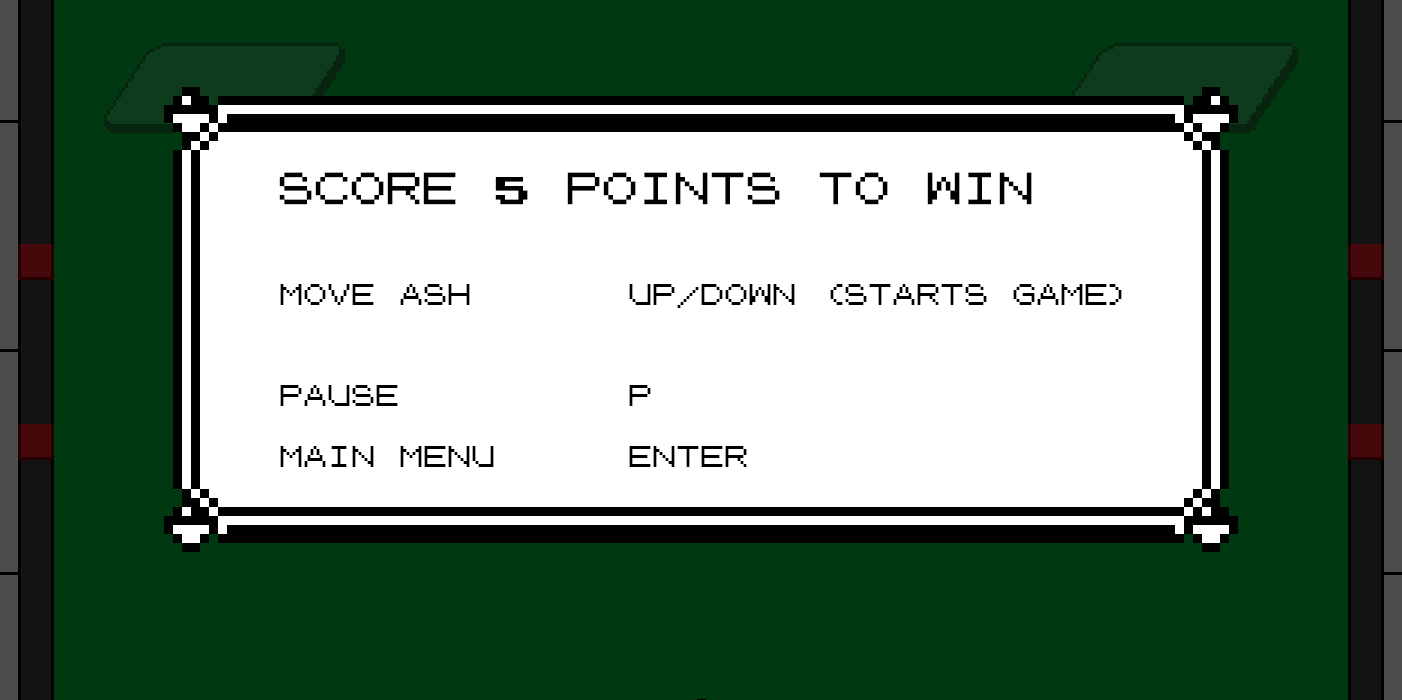 SCORE 5 POINTS TO WIN
MOVE ASH UP/DOWN (STARTS GAME)
PAUSE P
MAIN MENU ENTER